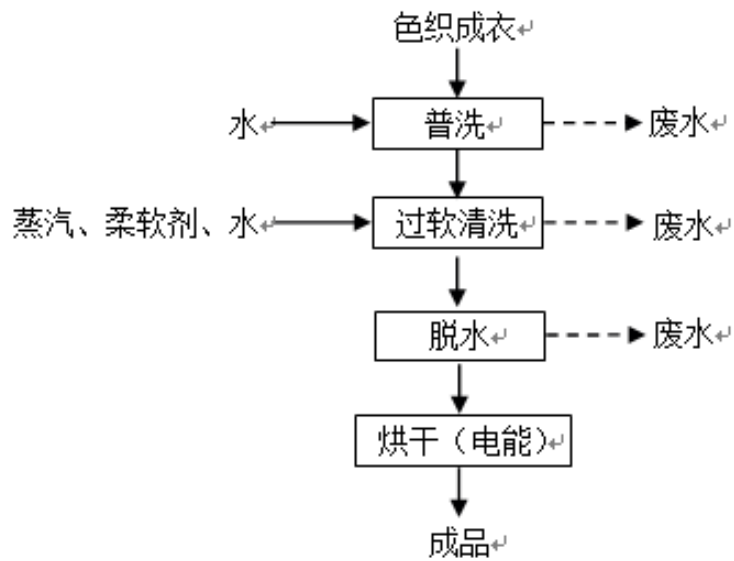 色织成衣
水 普洗 废水
蒸汽、柔软剂、水 过软清洗 废水
脱水 废水
烘干（电能）
成品